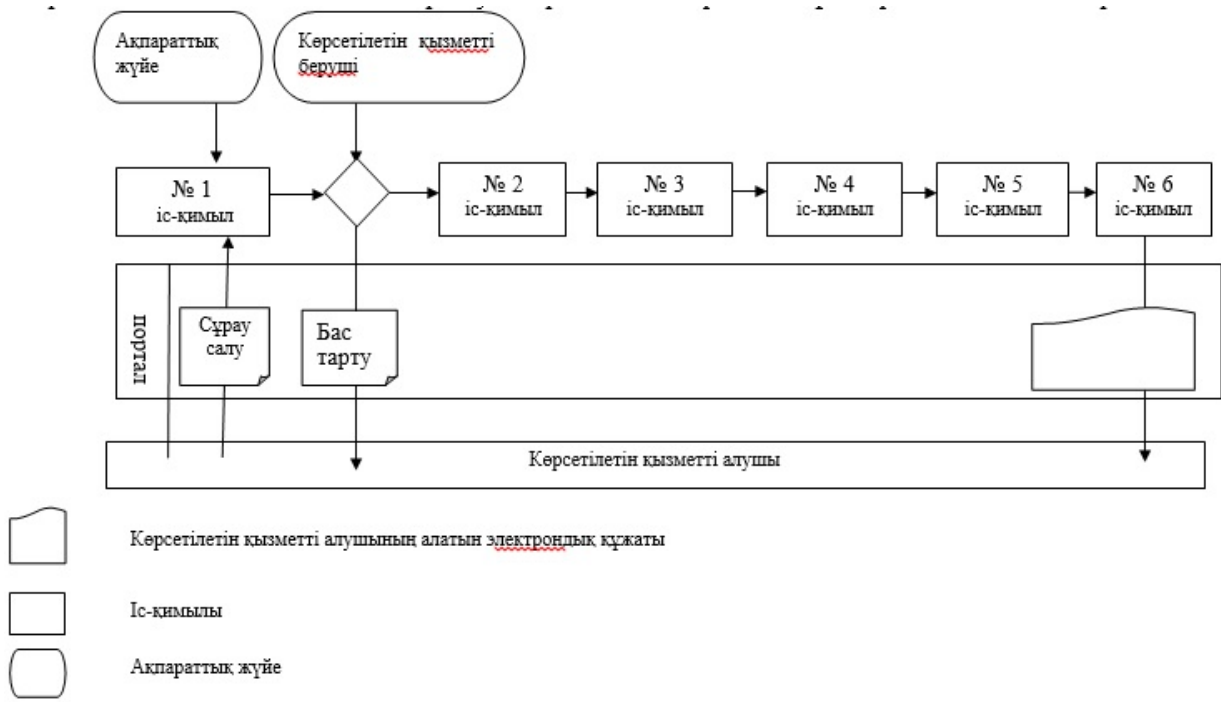 Ақпараттық
жүйе
Көрсетілетін қызметті
беруші
№ 1
іс-қимыл
№ 2
іс-қимыл
№ 3
іс-қимыл
№ 4
іс-қимыл
№ 5
іс-қимыл
№ 6
іс-қимыл
портал
Сұрау
салу
Бас
тарту
Көрсетілетін қызметті алушы
Көрсетілетін қызметті алушының алатын электрондық құжаты
Іс-қимылы
Ақпараттық жүйе